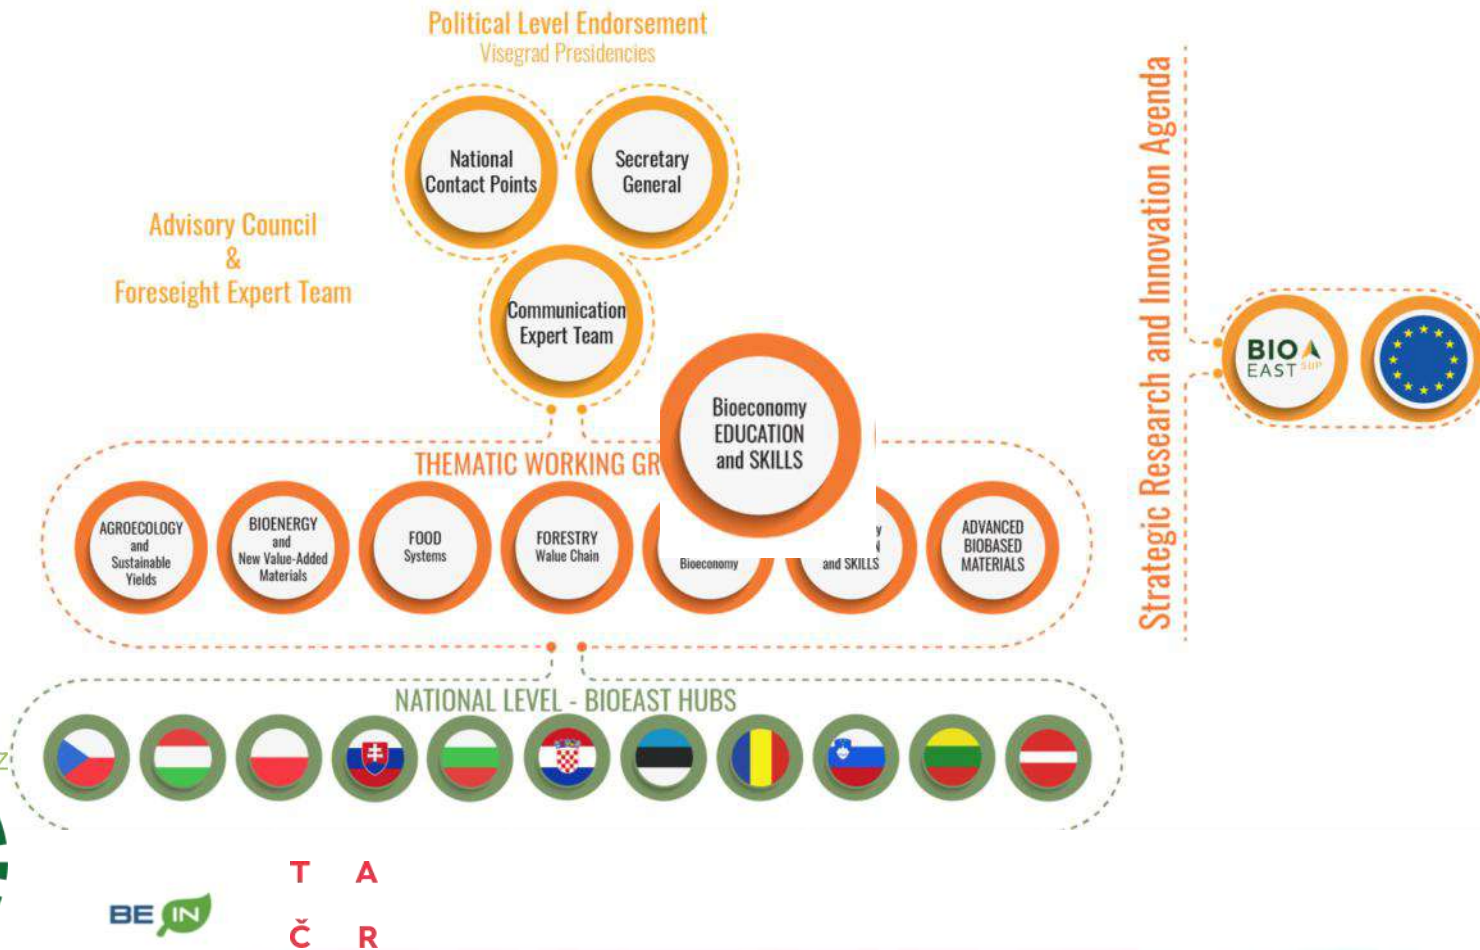 Political Level Endorsement
Visegrad Presidencies
National
Contact Points
Secretary
General
Advisory Council
&
Foreseight Expert Team
Communication
Expert Team
Bioeconomy
EDUCATION
and SKILLS
THEMATIC WORKING GR
AGROECOLOGY
and
Sustainable
Yields
BIOENERGY
and
New Value-Added
Materials
FOOD
Systems
FORESTRY
Walue Chain
Bioeconomy
and SKILLS
ADVANCED
BIOBASED
MATERIALS
Strategic Research and Innovation Agenda
BIO
EAST SUP
NATIONAL LEVEL - BIOEAST HUBS
BE IN
T A
Č R